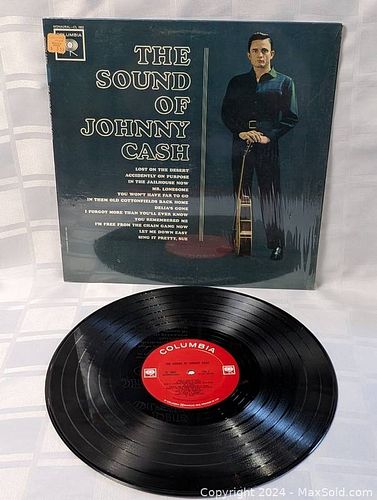 MONAURAL-CL 1802
COLUMBIA
THE
SOUND
OF
JOHNNY
CASH
LOST ON THE DESERT
ACCIDENTLY ON PURPOSE
IN THE JAILHOUSE NOW
MR. LONESOME
YOU WON'T HAVE FAR TO GO
IN THEM OLD COTTONFIELDS BACK HOME
DELIA'S GONE
I FORGOT MORE THAN YOU'LL EVER KNOW
YOU REMEMBERED ME
I'M FREE FROM THE CHAIN GANG NOW
LET ME DOWN EASY
SING IT PRETTY, SUE
COLUMBIA
THE SOUND OF JOHNNY CASH
Copyright © 2024 - MaxSold.com